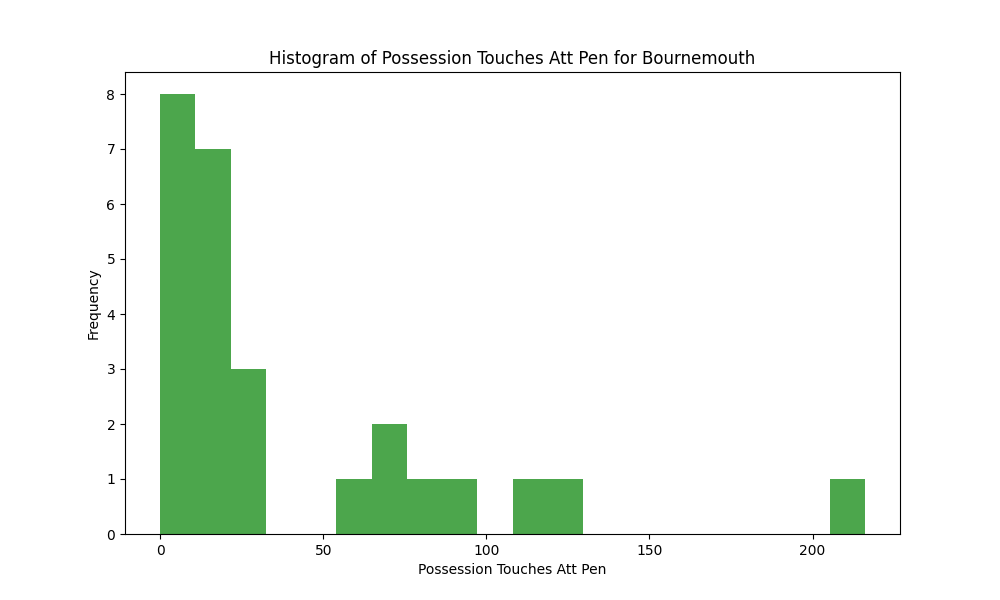 Histogram of Possession Touches Att Pen for Bournemouth
8
7
6
5
4
3
2
1
0
Frequency
0 50 100 150 200
Possession Touches Att Pen